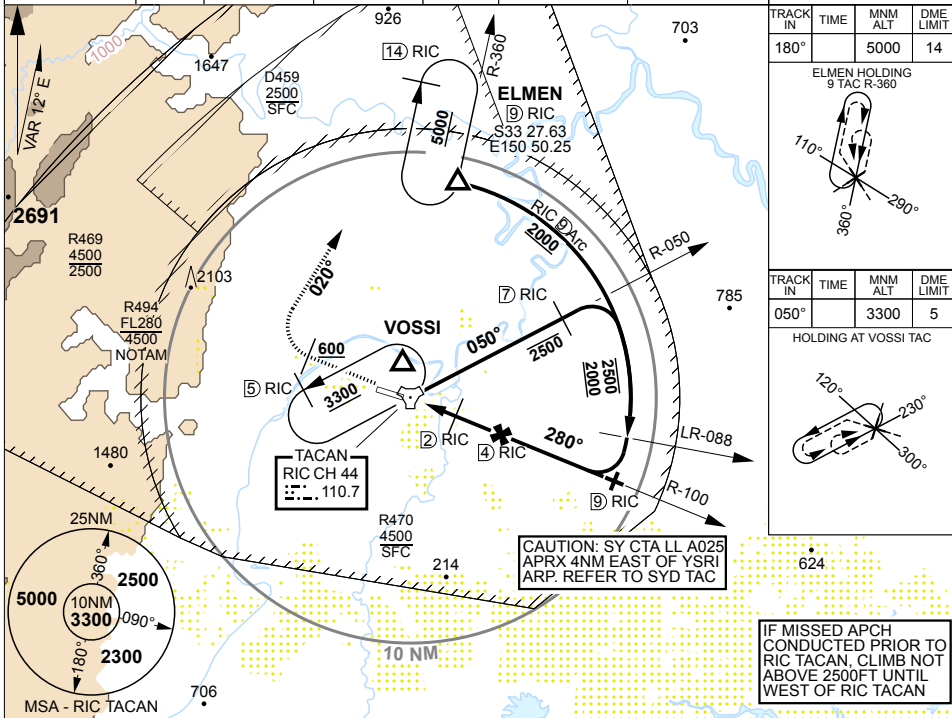 926
703
1000
1647
14 RIC
R-360
D459
2500
SFC
ELMEN
9 RIC
S33 27.63
E150 50.25
5000
VAR 12° E
2691
R469
4500
2500
2103
RIC 9 Arc
2000
R-050
020°
7 RIC
785
R494
FL280
4500
NOTAM
VOSSI
050°
2500
600
5 RIC
3300
2500
2000
2 RIC
4 RIC
280°
LR-088
TACAN
RIC CH 44
110.7
9 RIC
R-100
1480
25NM
R470
4500
SFC
CAUTION: SY CTA LL A025
APRX 4NM EAST OF YSRI
ARP. REFER TO SYD TAC
214
624
360°
5000
2500
10NM
3300
090°
180°
2300
MSA - RIC TACAN
706
10 NM
IF MISSED APCH
CONDUCTED PRIOR TO
RIC TACAN, CLIMB NOT
ABOVE 2500FT UNTIL
WEST OF RIC TACAN
TRACK IN TIME MNM ALT DME LIMIT
180° 5000 14
ELMEN HOLDING
9 TAC R-360
110°
290°
360°
TRACK IN TIME MNM ALT DME LIMIT
050° 3300 5
HOLDING AT VOSSI TAC
120°
230°
300°